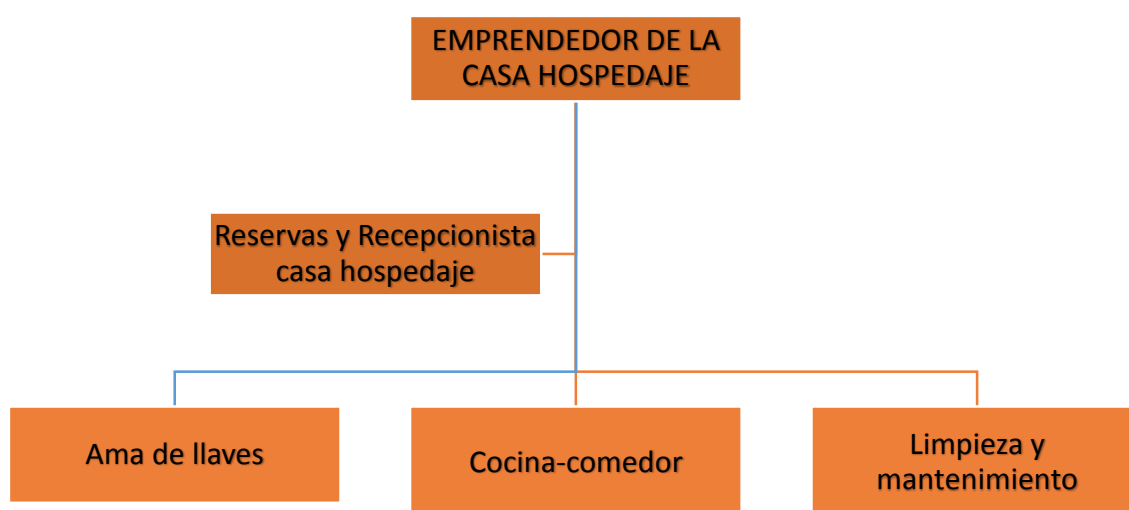 EMPRENDEDOR DE LA
CASA HOSPEDAJE
Reservas y Recepcionista
casa hospedaje
Ama de llaves
Cocina-comedor
Limpieza y
mantenimiento